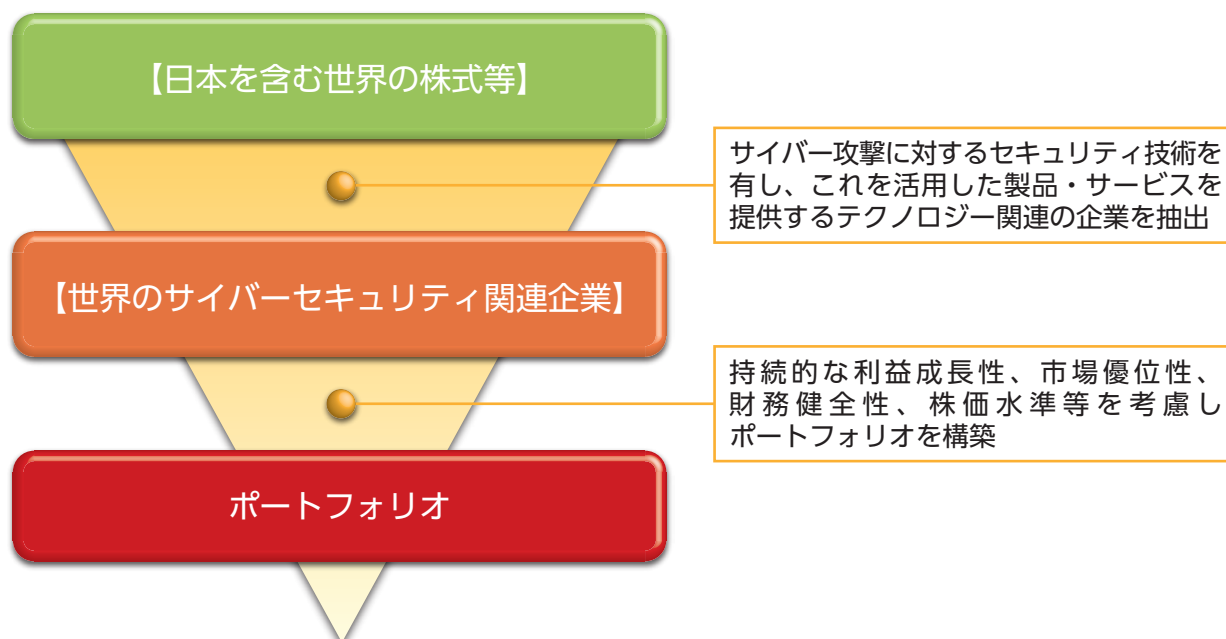 【日本を含む世界の株式等】
サイバー攻撃に対するセキュリティ技術を
有し、これを活用した製品・サービスを
提供するテクノロジー関連の企業を抽出
【世界のサイバーセキュリティ関連企業】
持続的な利益成長性、市場優位性、
財務健全性、株価水準等を考慮し
ポートフォリオを構築
ポートフォリオ